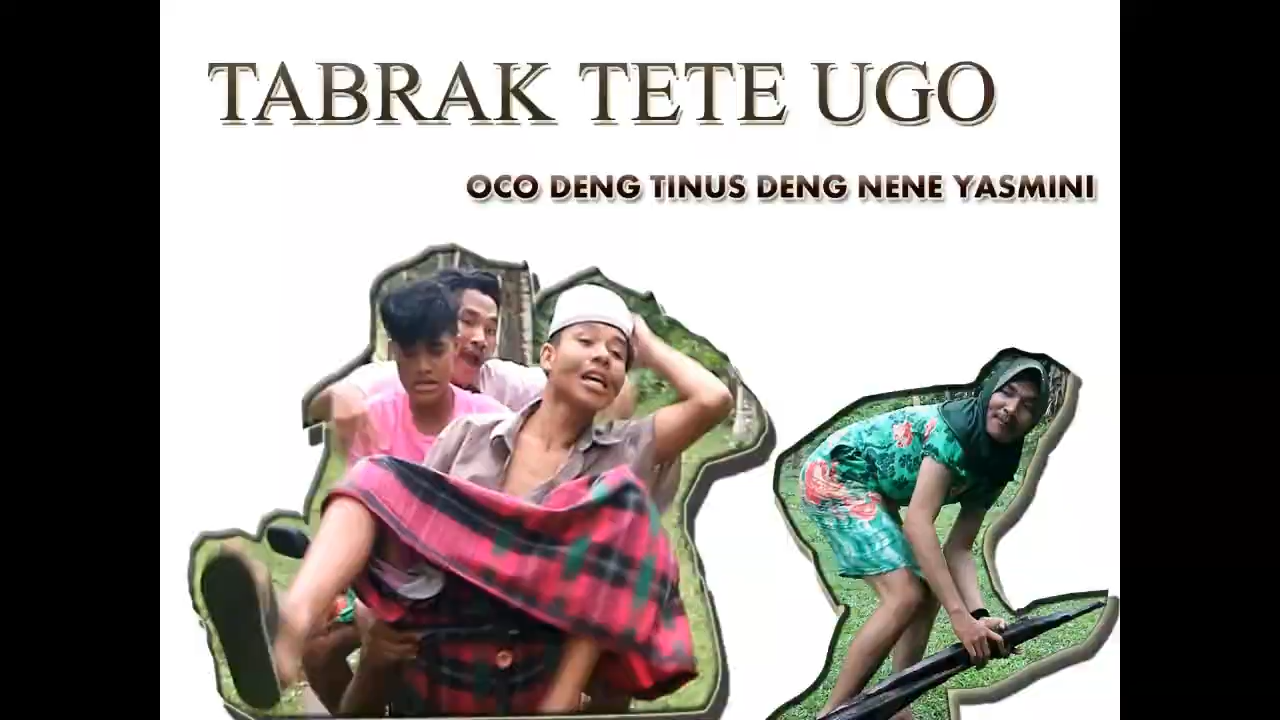 TABRAK TETE UGO
OCO DENG TINUS DENG NENE YASMINI